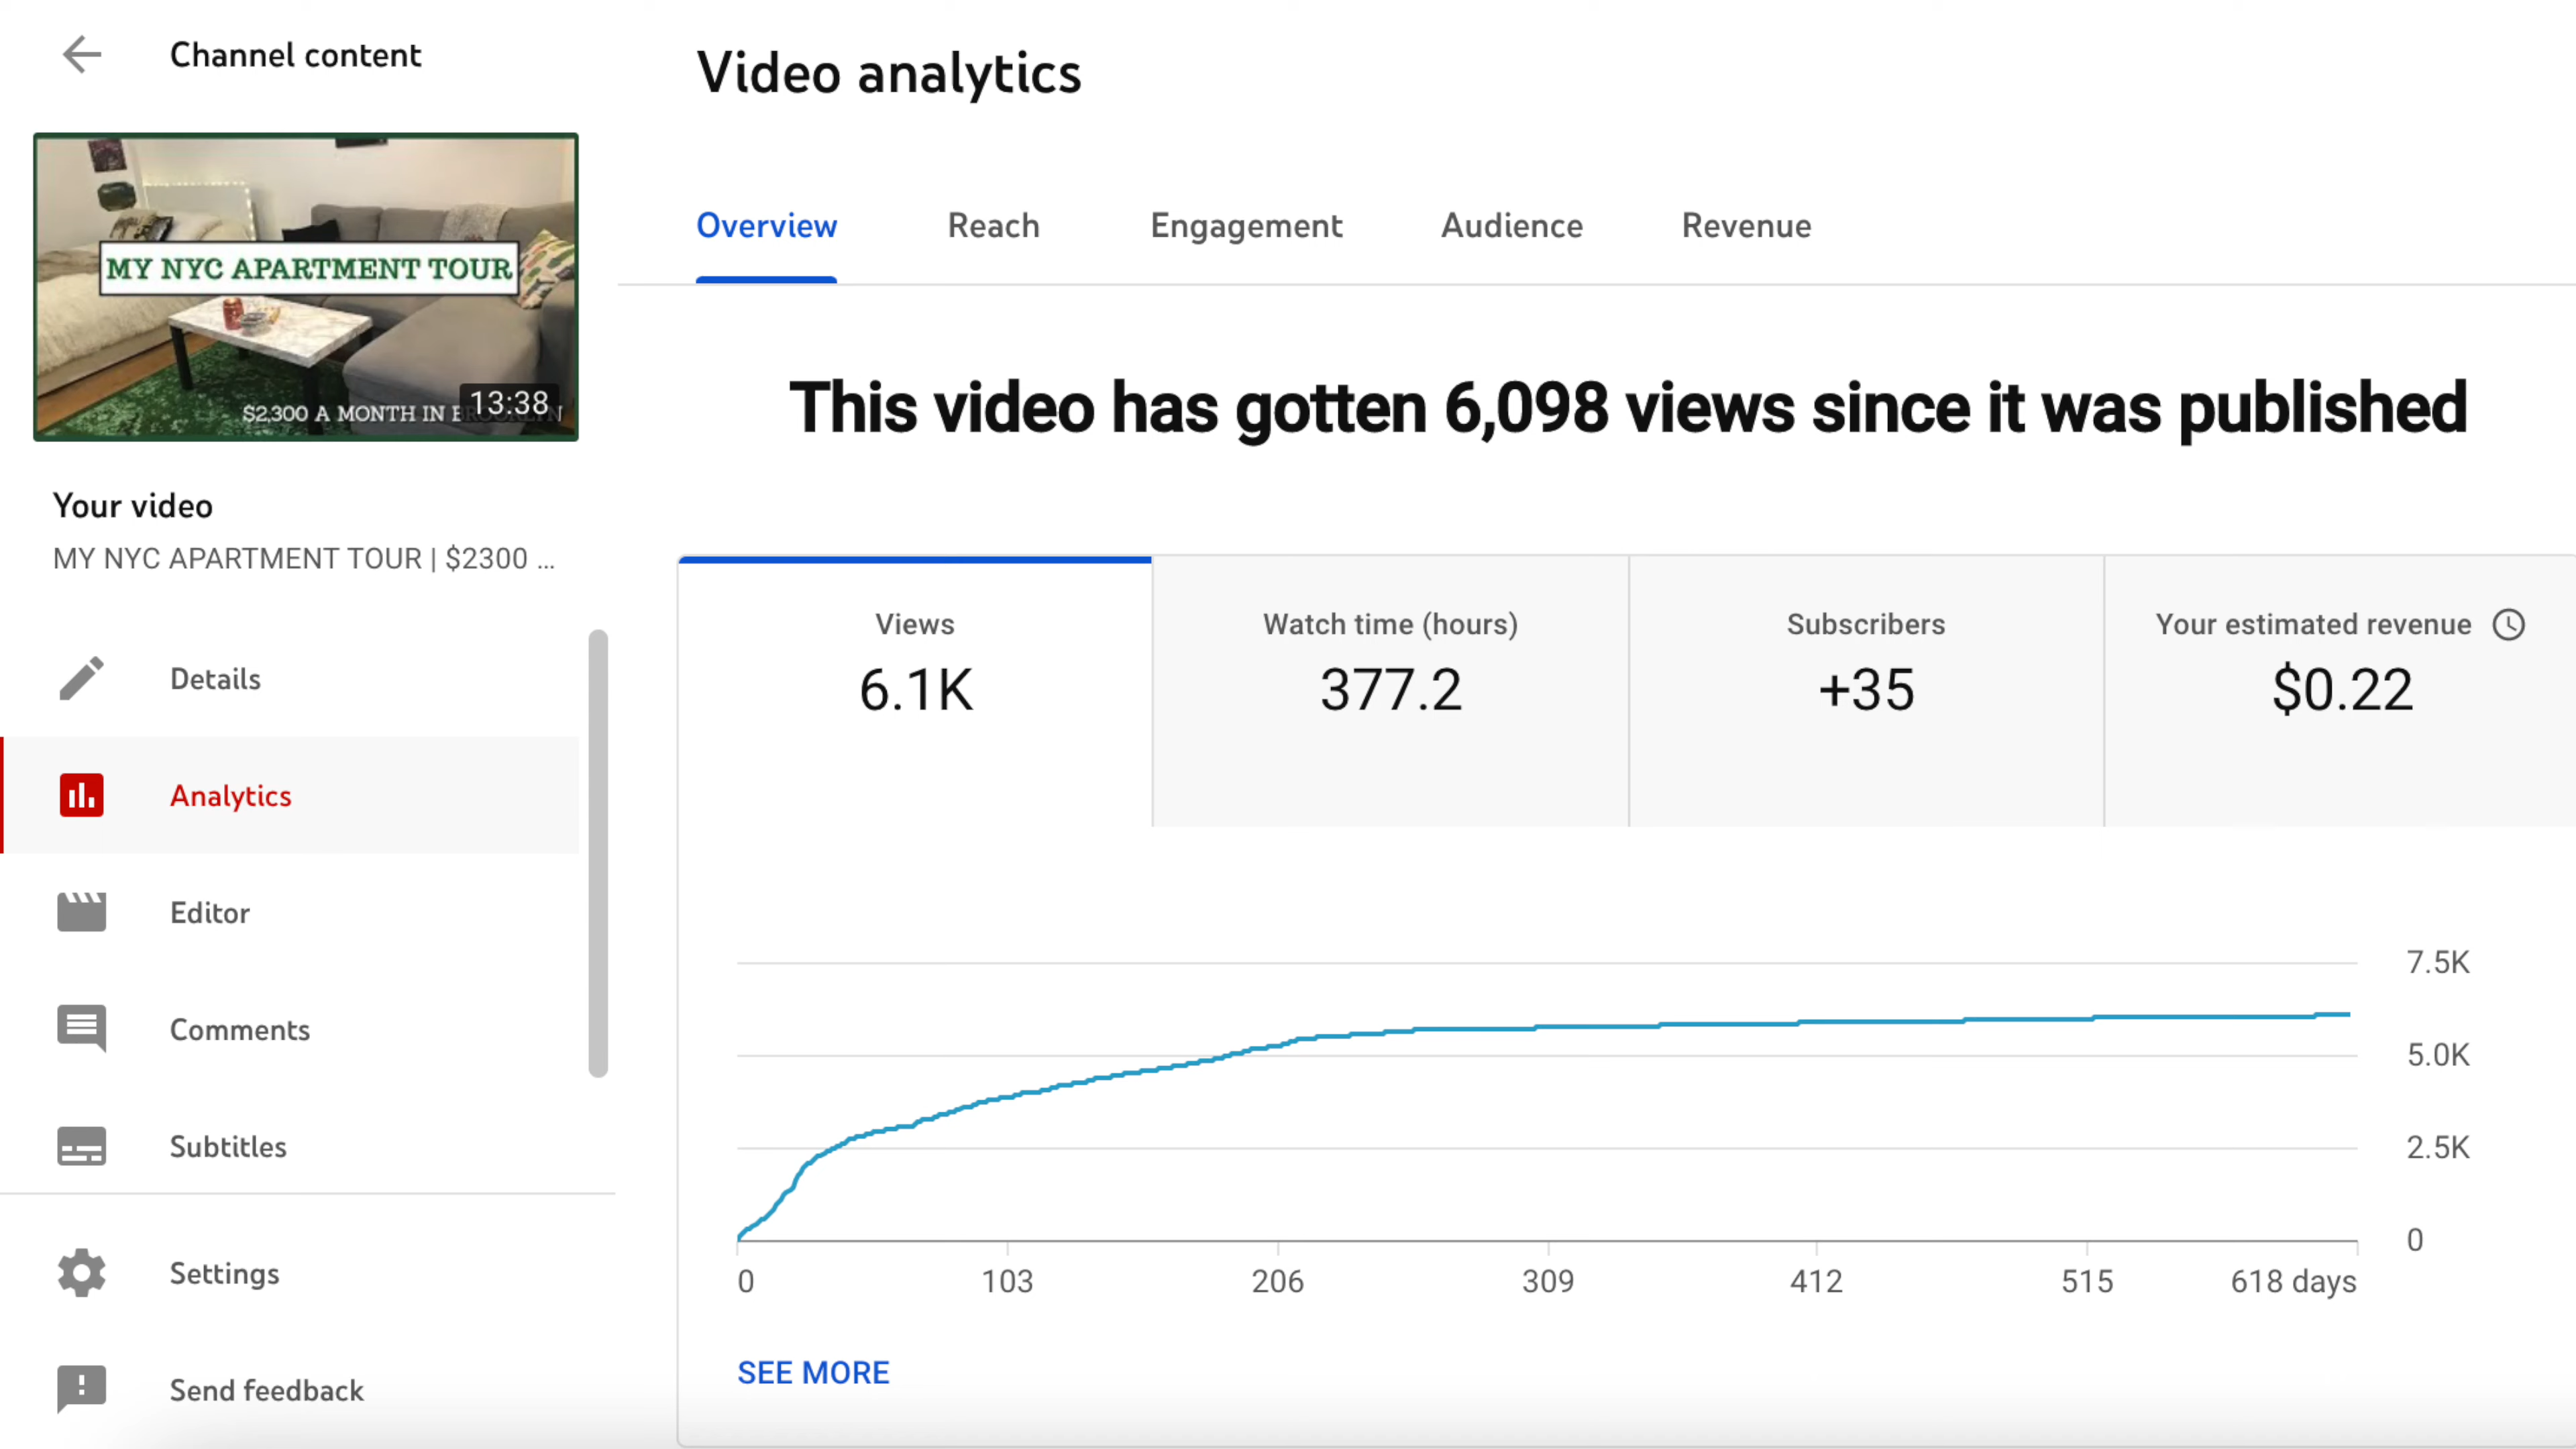 Channel content
MY NYC APARTMENT TOUR
$2,300 A MONTH IN BROOKLYN
13:38
Your video
MY NYC APARTMENT TOUR | $2300 ...
Details
Analytics
Editor
Comments
Subtitles
Settings
Send feedback
Video analytics
Overview Reach Engagement Audience Revenue
This video has gotten 6,098 views since it was published
Views Watch time (hours) Subscribers Your estimated revenue
6.1K 377.2 +35 $0.22
7.5K
5.0K
2.5K
0
0 103 206 309 412 515 618 days
SEE MORE